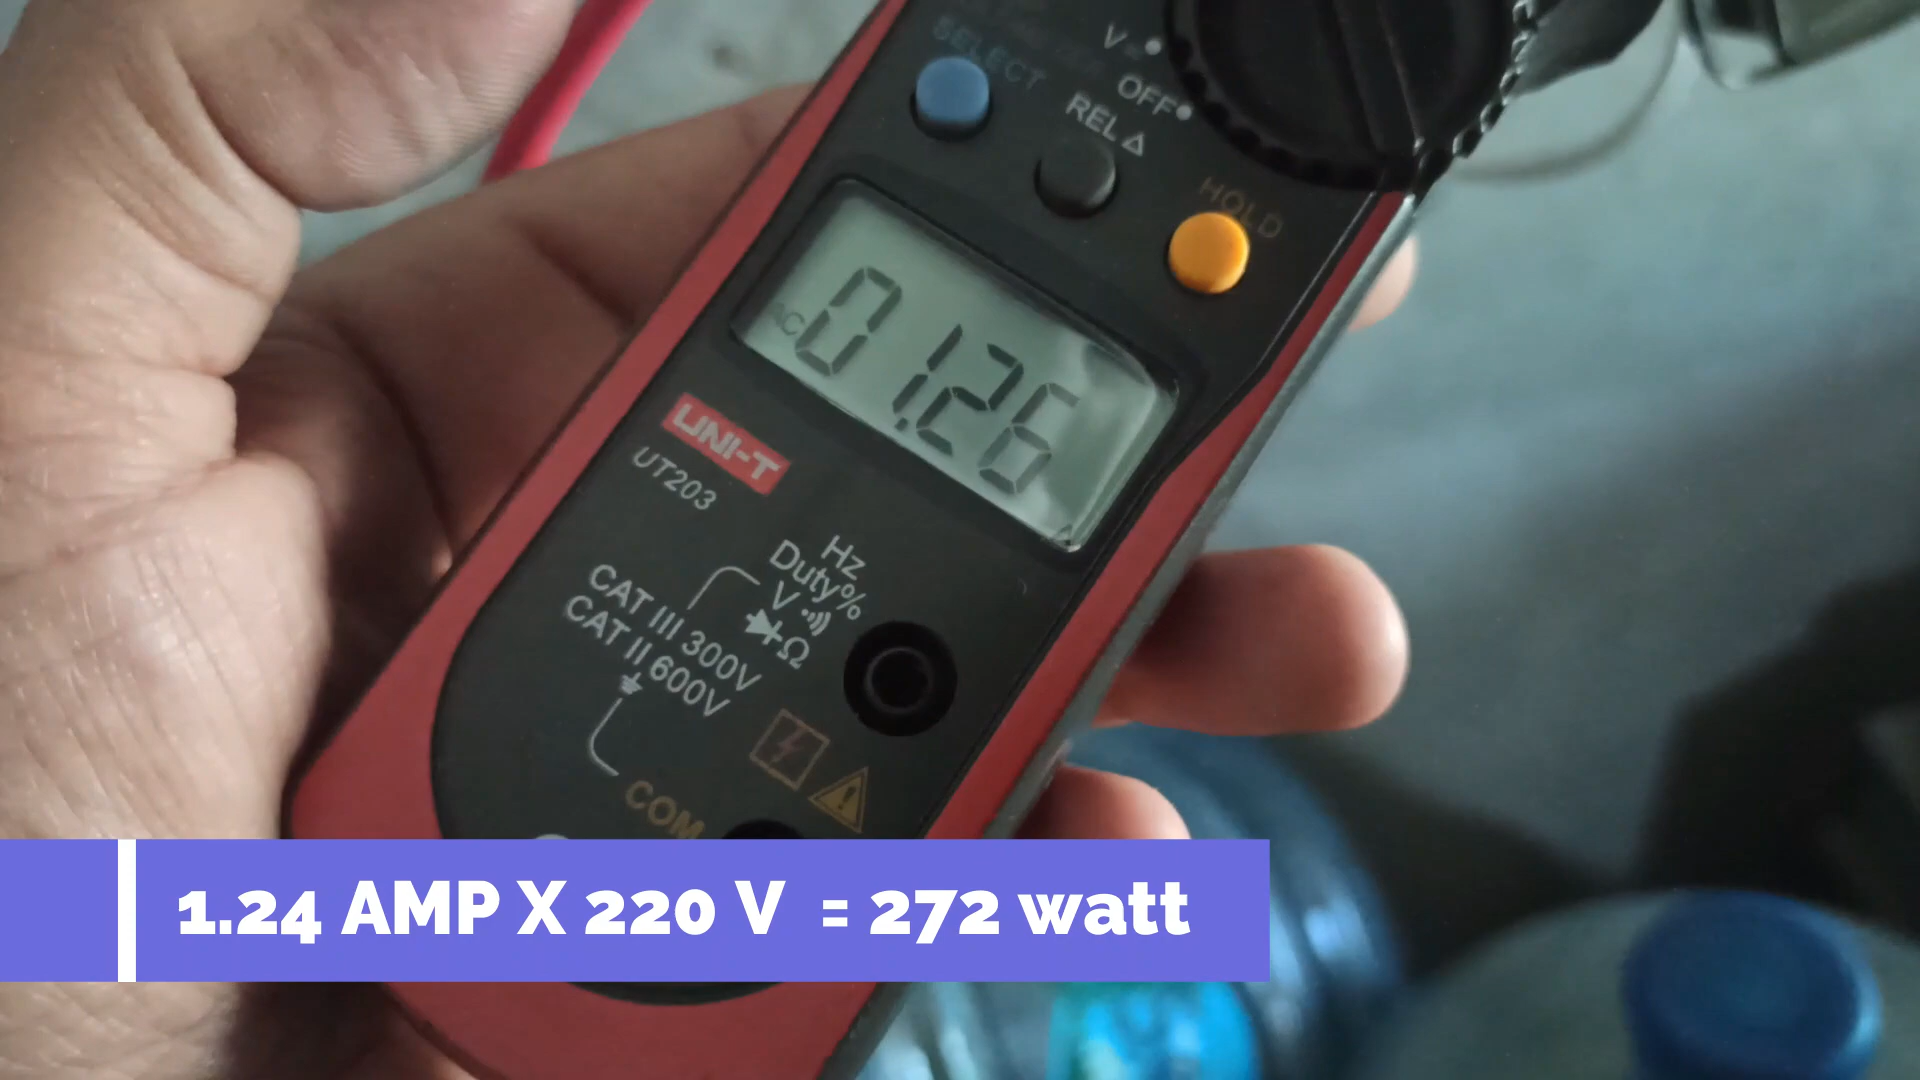 SELECT
V
OFF
REL △
HOLD
AC 01.26
UNI-T
UT203
Hz
Duty%
V
Ω
CAT III 300V
CAT II 600V
COM
1.24 AMP X 220 V = 272 watt